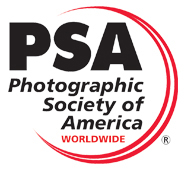 PSA
Photographic
Society of
America
WORLDWIDE
®